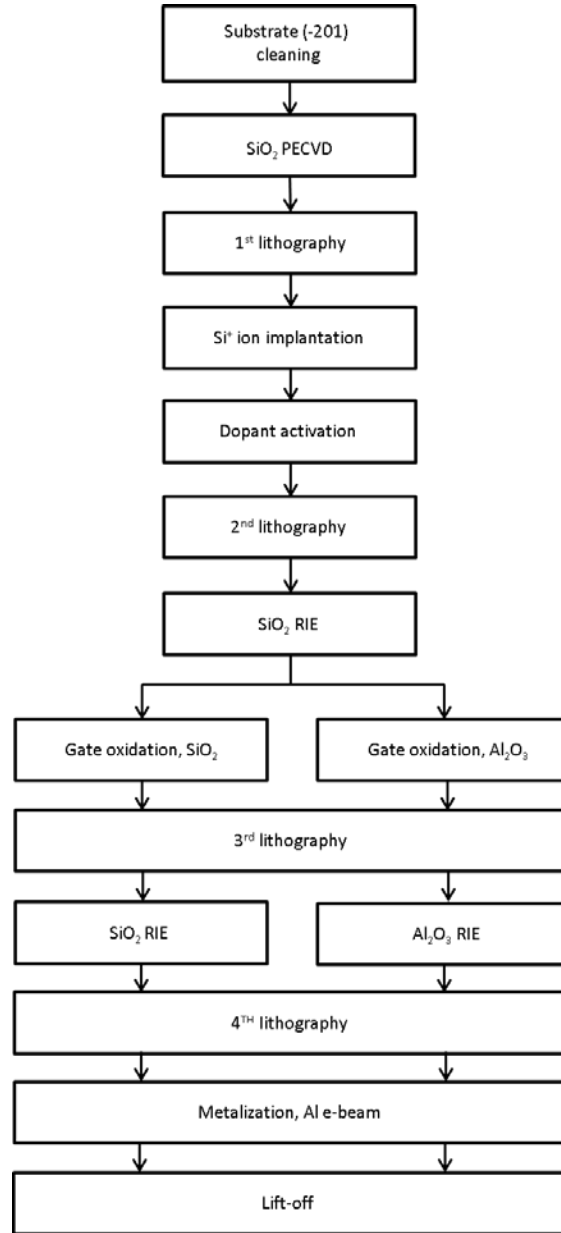 Substrate (-201)
cleaning
SiO₂ PECVD
1ˢᵗ lithography
Si⁺ ion implantation
Dopant activation
2ⁿᵈ lithography
SiO₂ RIE
Gate oxidation, SiO₂
Gate oxidation, Al₂O₃
3ʳᵈ lithography
SiO₂ RIE
Al₂O₃ RIE
4ᵀᴴ lithography
Metalization, Al e-beam
Lift-off